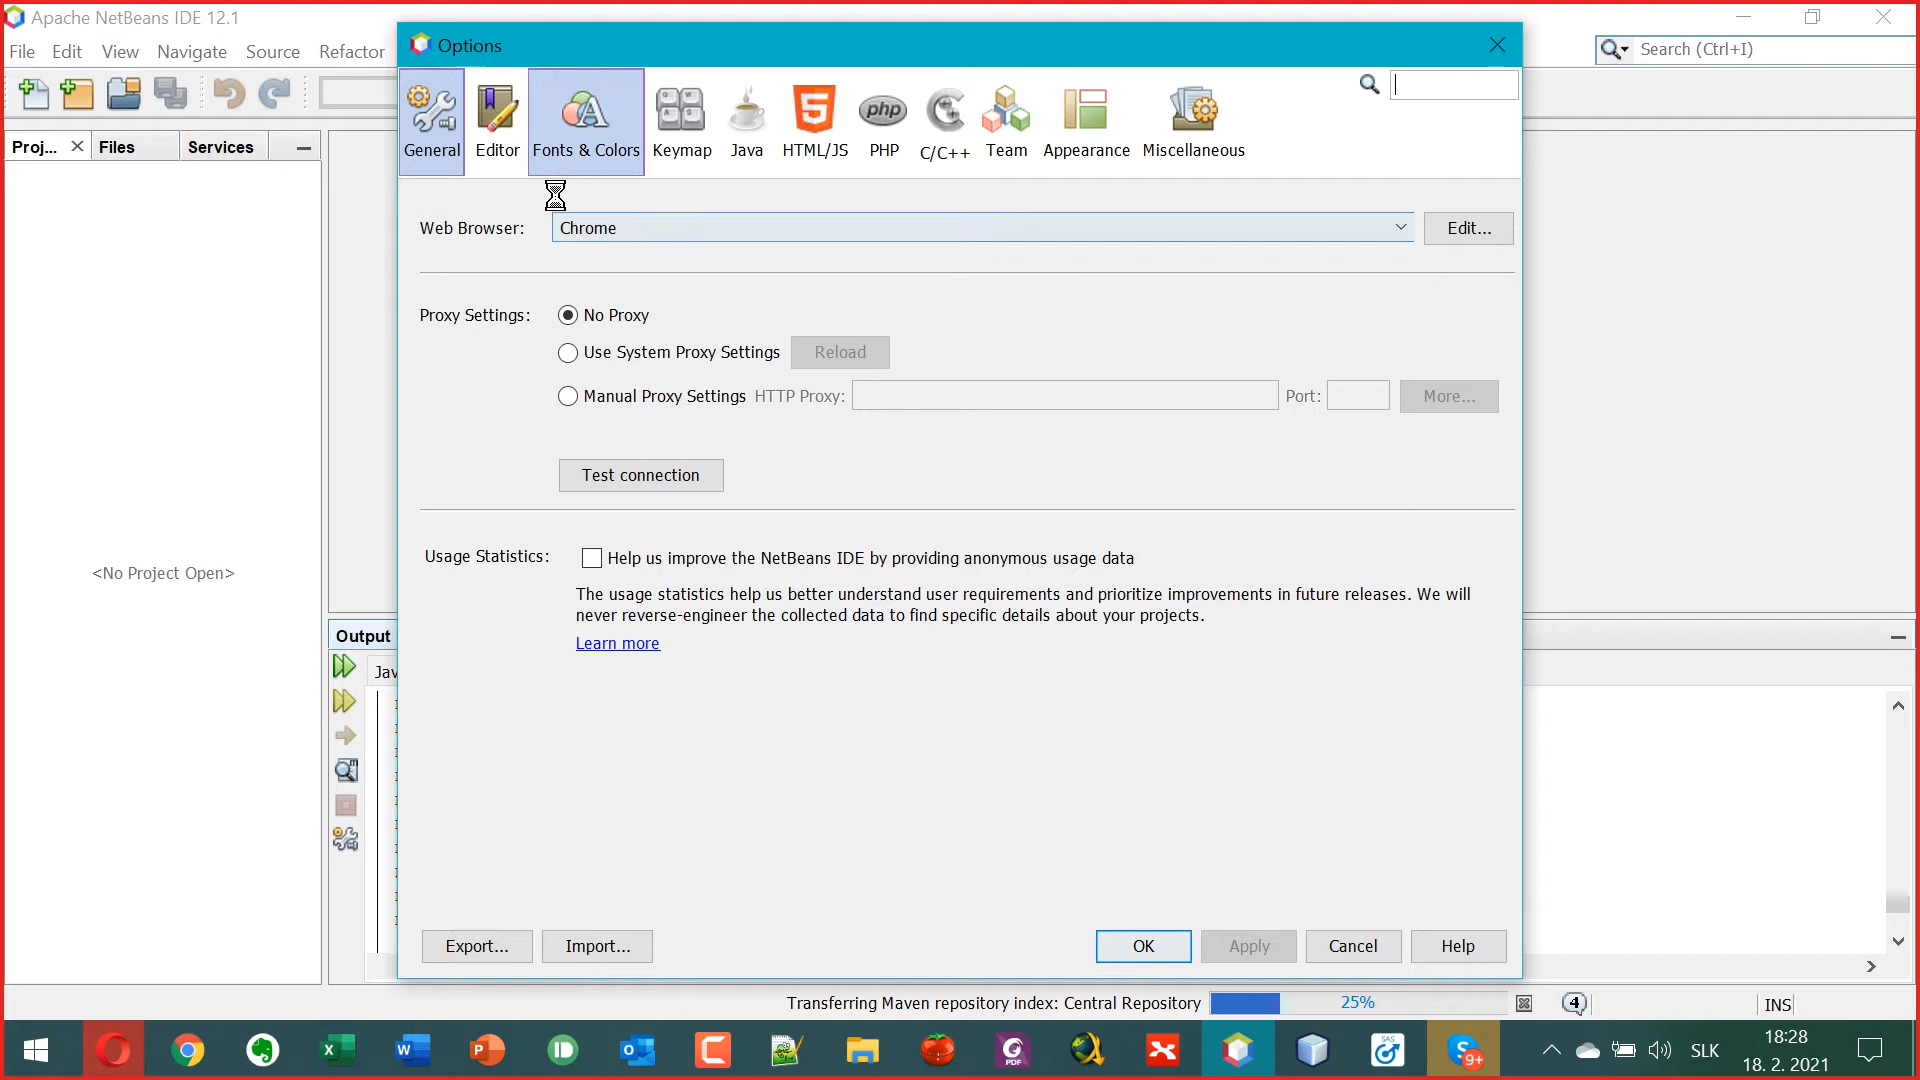 Apache NetBeans IDE 12.1
File Edit View Navigate Source Refactor
Search (Ctrl+I)
Options
General Editor Fonts & Colors Keymap Java HTML/JS PHP C/C++ Team Appearance Miscellaneous
Proj... Files Services
Web Browser: Chrome Edit...
Proxy Settings: No Proxy
Use System Proxy Settings Reload
Manual Proxy Settings HTTP Proxy: Port: More...
Test connection
Usage Statistics: Help us improve the NetBeans IDE by providing anonymous usage data
The usage statistics help us better understand user requirements and prioritize improvements in future releases. We will
never reverse-engineer the collected data to find specific details about your projects.
Learn more
<No Project Open>
Output
Jav
Export... Import... OK Apply Cancel Help
Transferring Maven repository index: Central Repository 25% 4 INS
9+ SLK 18:28
18. 2. 2021